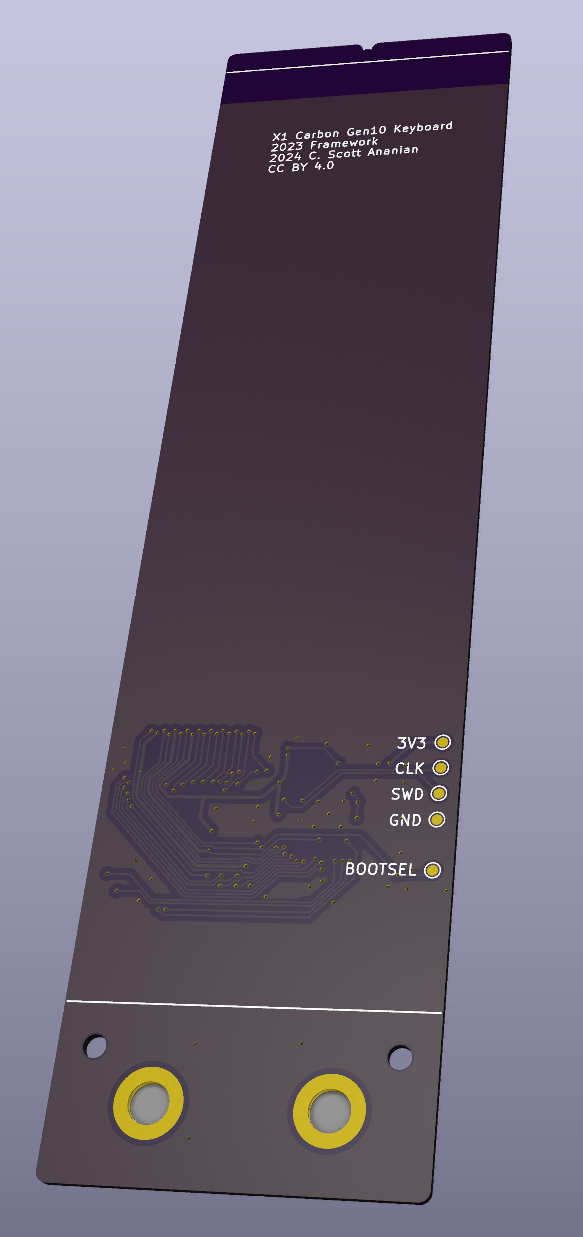 X1 Carbon Gen10 Keyboard
2023 Framework
2024 C. Scott Ananian
CC BY 4.0
3V3
CLK
SWD
GND
BOOTSEL